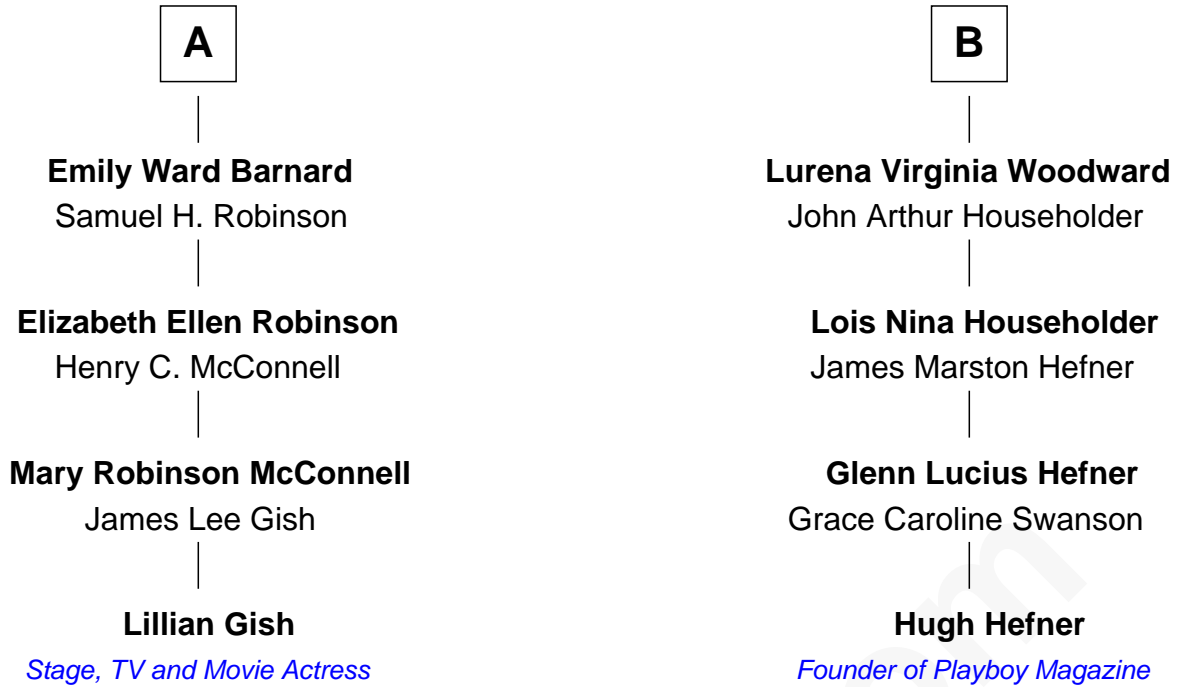 A
Emily Ward Barnard
Samuel H. Robinson
Elizabeth Ellen Robinson
Henry C. McConnell
Mary Robinson McConnell
James Lee Gish
Lillian Gish
Stage, TV and Movie Actress
B
Lurena Virginia Woodward
John Arthur Householder
Lois Nina Householder
James Marston Hefner
Glenn Lucius Hefner
Grace Caroline Swanson
Hugh Hefner
Founder of Playboy Magazine